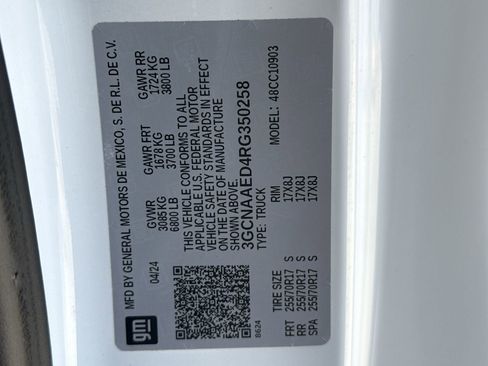 MFD BY GENERAL MOTORS DE MEXICO, S. DE R.L. DE C.V.
04/24
GVWR
3085 KG
6800 LB
GAWR FRT
1678 KG
3700 LB
GAWR RR
1724 KG
3800 LB
THIS VEHICLE CONFORMS TO ALL
APPLICABLE U.S. FEDERAL MOTOR
VEHICLE SAFETY STANDARDS IN EFFECT
ON THE DATE OF MANUFACTURE
SHOWN ABOVE.
3GCNAAED4RG350258
TYPE: TRUCK
MODEL: 48CC10903
gm
8624
TIRE SIZE
RIM
FRT 255/70R17 S 17X8J
RR 255/70R17 S 17X8J
SPA 255/70R17 S 17X8J